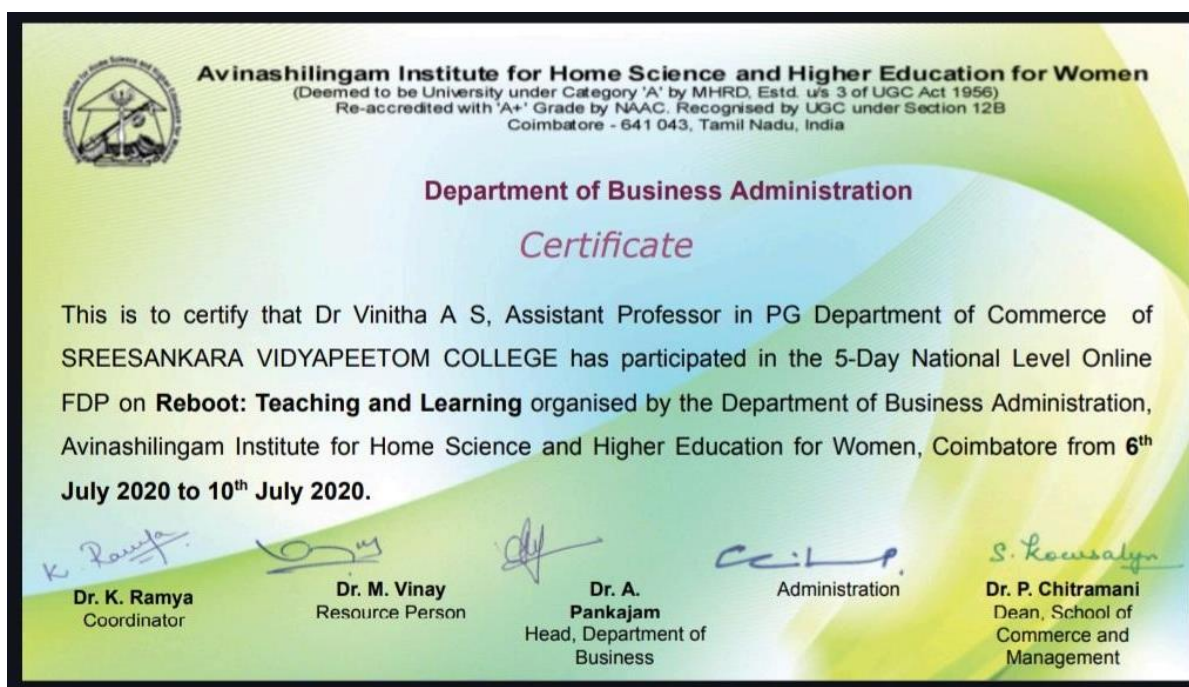 Avinashilingam Institute for Home Science and Higher Education for Women
(Deemed to be University under Category 'A' by MHRD, Estd. u/s 3 of UGC Act 1956)
Re-accredited with 'A+' Grade by NAAC. Recognised by UGC under Section 12B
Coimbatore - 641 043, Tamil Nadu, India
Department of Business Administration
Certificate
This is to certify that Dr Vinitha A S, Assistant Professor in PG Department of Commerce of
SREESANKARA VIDYAPEETOM COLLEGE has participated in the 5-Day National Level Online
FDP on Reboot: Teaching and Learning organised by the Department of Business Administration,
Avinashilingam Institute for Home Science and Higher Education for Women, Coimbatore from 6th
July 2020 to 10th July 2020.
K. Ramya
S. Kowsalya
Dr. K. Ramya
Coordinator
Dr. M. Vinay
Resource Person
Dr. A.
Pankajam
Head, Department of
Business
Administration
Dr. P. Chitramani
Dean, School of
Commerce and
Management